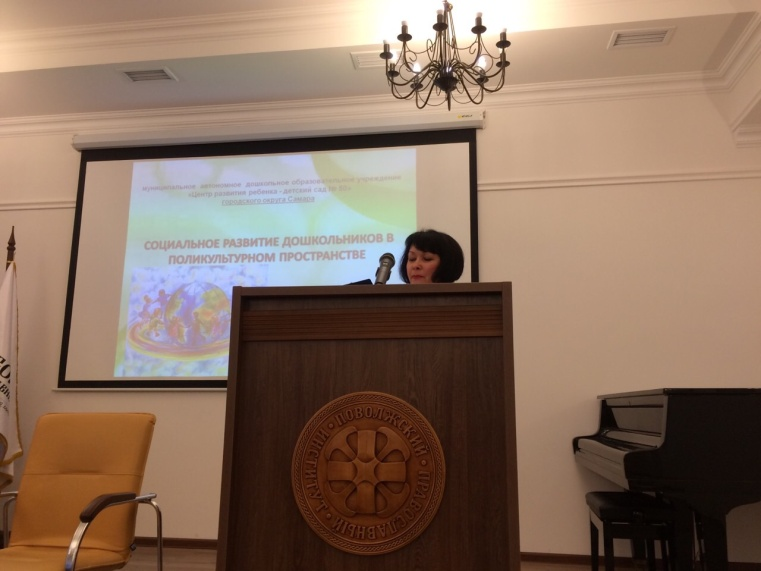 муниципальное автономное дошкольное образовательное учреждение
«Центр развития ребенка - детский сад №
городского округа Самара
СОЦИАЛЬНОЕ РАЗВИТИЕ ДОШКОЛЬНИКОВ В
ПОЛИКУЛЬТУРНОМ ПРОСТРАНСТВЕ
ПОВОЛЖСКИЙ ПРАВОСЛАВНЫЙ ИНСТИТУТ